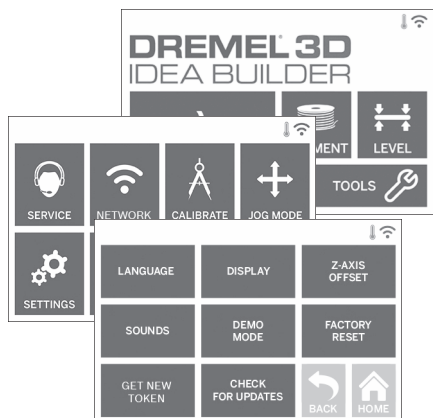 DREMEL® 3D
IDEA BUILDER
LEVEL
TOOLS
SERVICE
NETWORK
CALIBRATE
JOG MODE
SETTINGS
LANGUAGE
DISPLAY
Z-AXIS
OFFSET
SOUNDS
DEMO
MODE
FACTORY
RESET
GET NEW
TOKEN
CHECK
FOR UPDATES
BACK
HOME